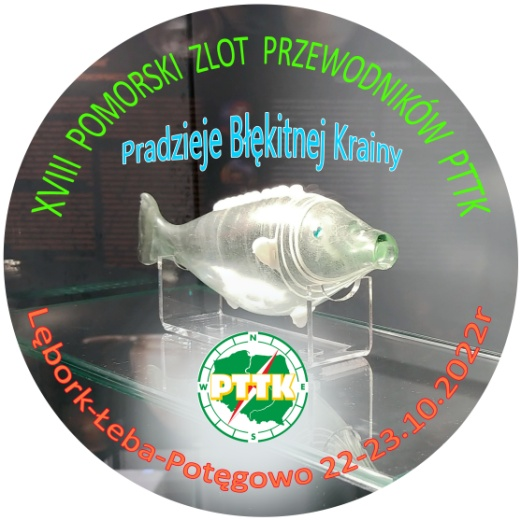 XVIII POMORSKI ZLOT PRZEWODNIKÓW PTTK
Pradzieje Błękitnej Krainy
N
W E
PTTK
S
Lębork-Łeba-Potęgowo 22-23.10.2022r